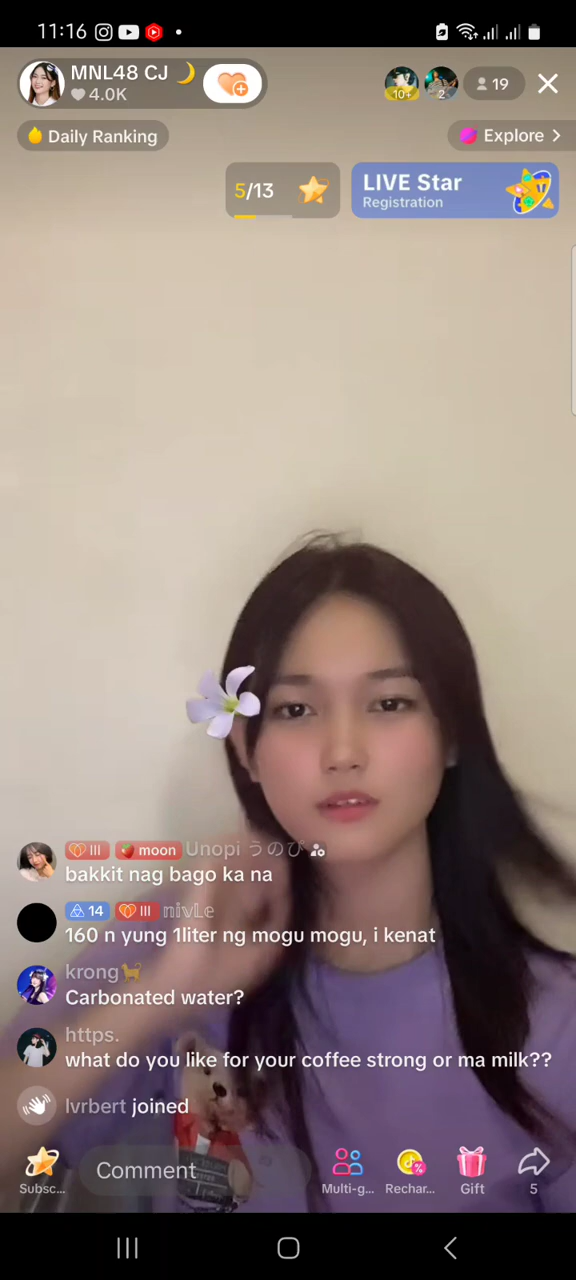 11:16
MNL48 CJ 🌙
4.0K
10+
2
19
Daily Ranking
Explore >
5/13
LIVE Star
Registration
III moon Unopi うのぴ
bakkit nag bago ka na
14 III nivLe
160 n yung 1liter ng mogu mogu, i kenat
krong🐈
Carbonated water?
https.
what do you like for your coffee strong or ma milk??
lvrbert joined
Comment
Subsc...
Multi-g...
Rechar...
Gift
5